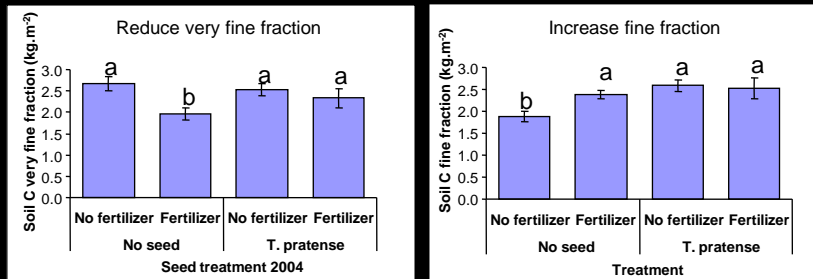 Reduce very fine fraction
Soil C very fine fraction (kg.m-2)
3.0
2.5
2.0
1.5
1.0
0.5
0.0
a
b
a
a
No fertilizer Fertilizer No fertilizer Fertilizer
No seed T. pratense
Seed treatment 2004
Increase fine fraction
Soil C fine fraction (kg.m-2)
3.0
2.5
2.0
1.5
1.0
0.5
0.0
b
a
a
a
No fertilizer Fertilizer No fertilizer Fertilizer
No seed T. pratense
Treatment